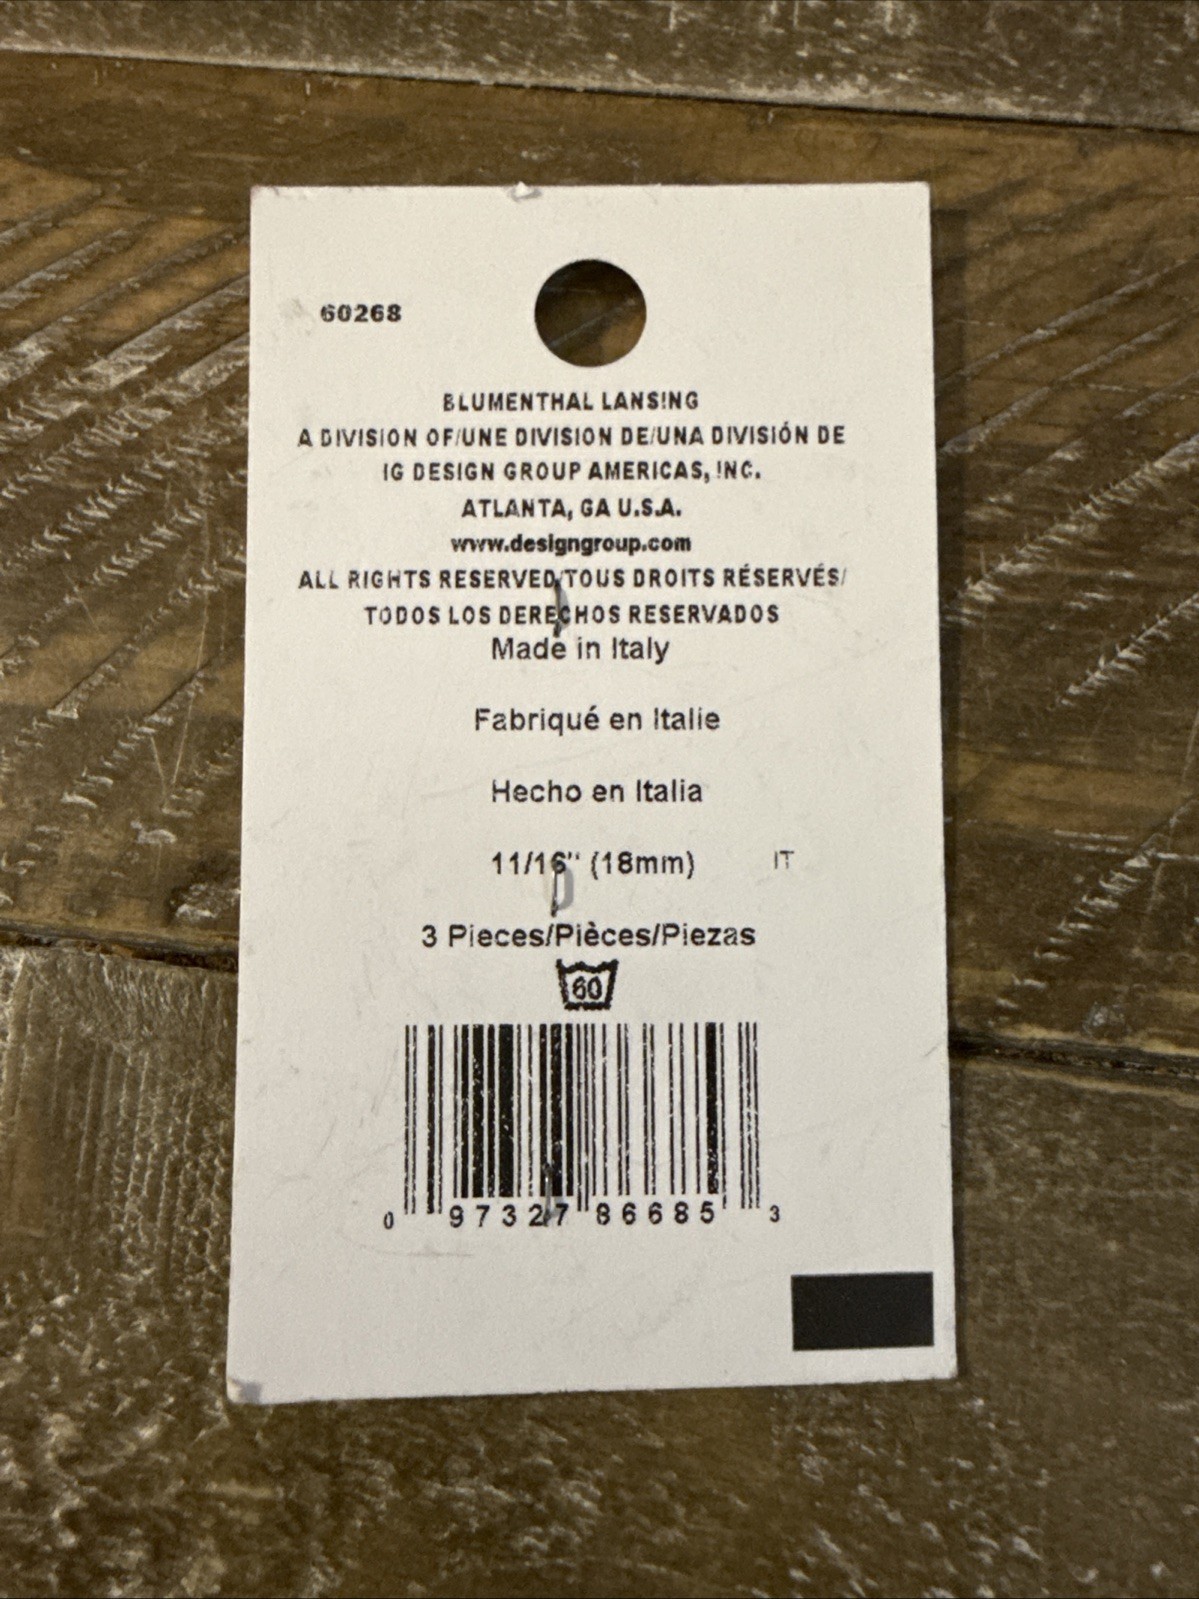 60268
BLUMENTHAL LANSING
A DIVISION OF/UNE DIVISION DE/UNA DIVISIÓN DE
IG DESIGN GROUP AMERICAS, INC.
ATLANTA, GA U.S.A.
www.designgroup.com
ALL RIGHTS RESERVED/TOUS DROITS RÉSERVÉS/
TODOS LOS DERECHOS RESERVADOS
Made in Italy
Fabriqué en Italie
Hecho en Italia
11/16" (18mm) IT
3 Pieces/Pièces/Piezas
60
0 97327 86685 3